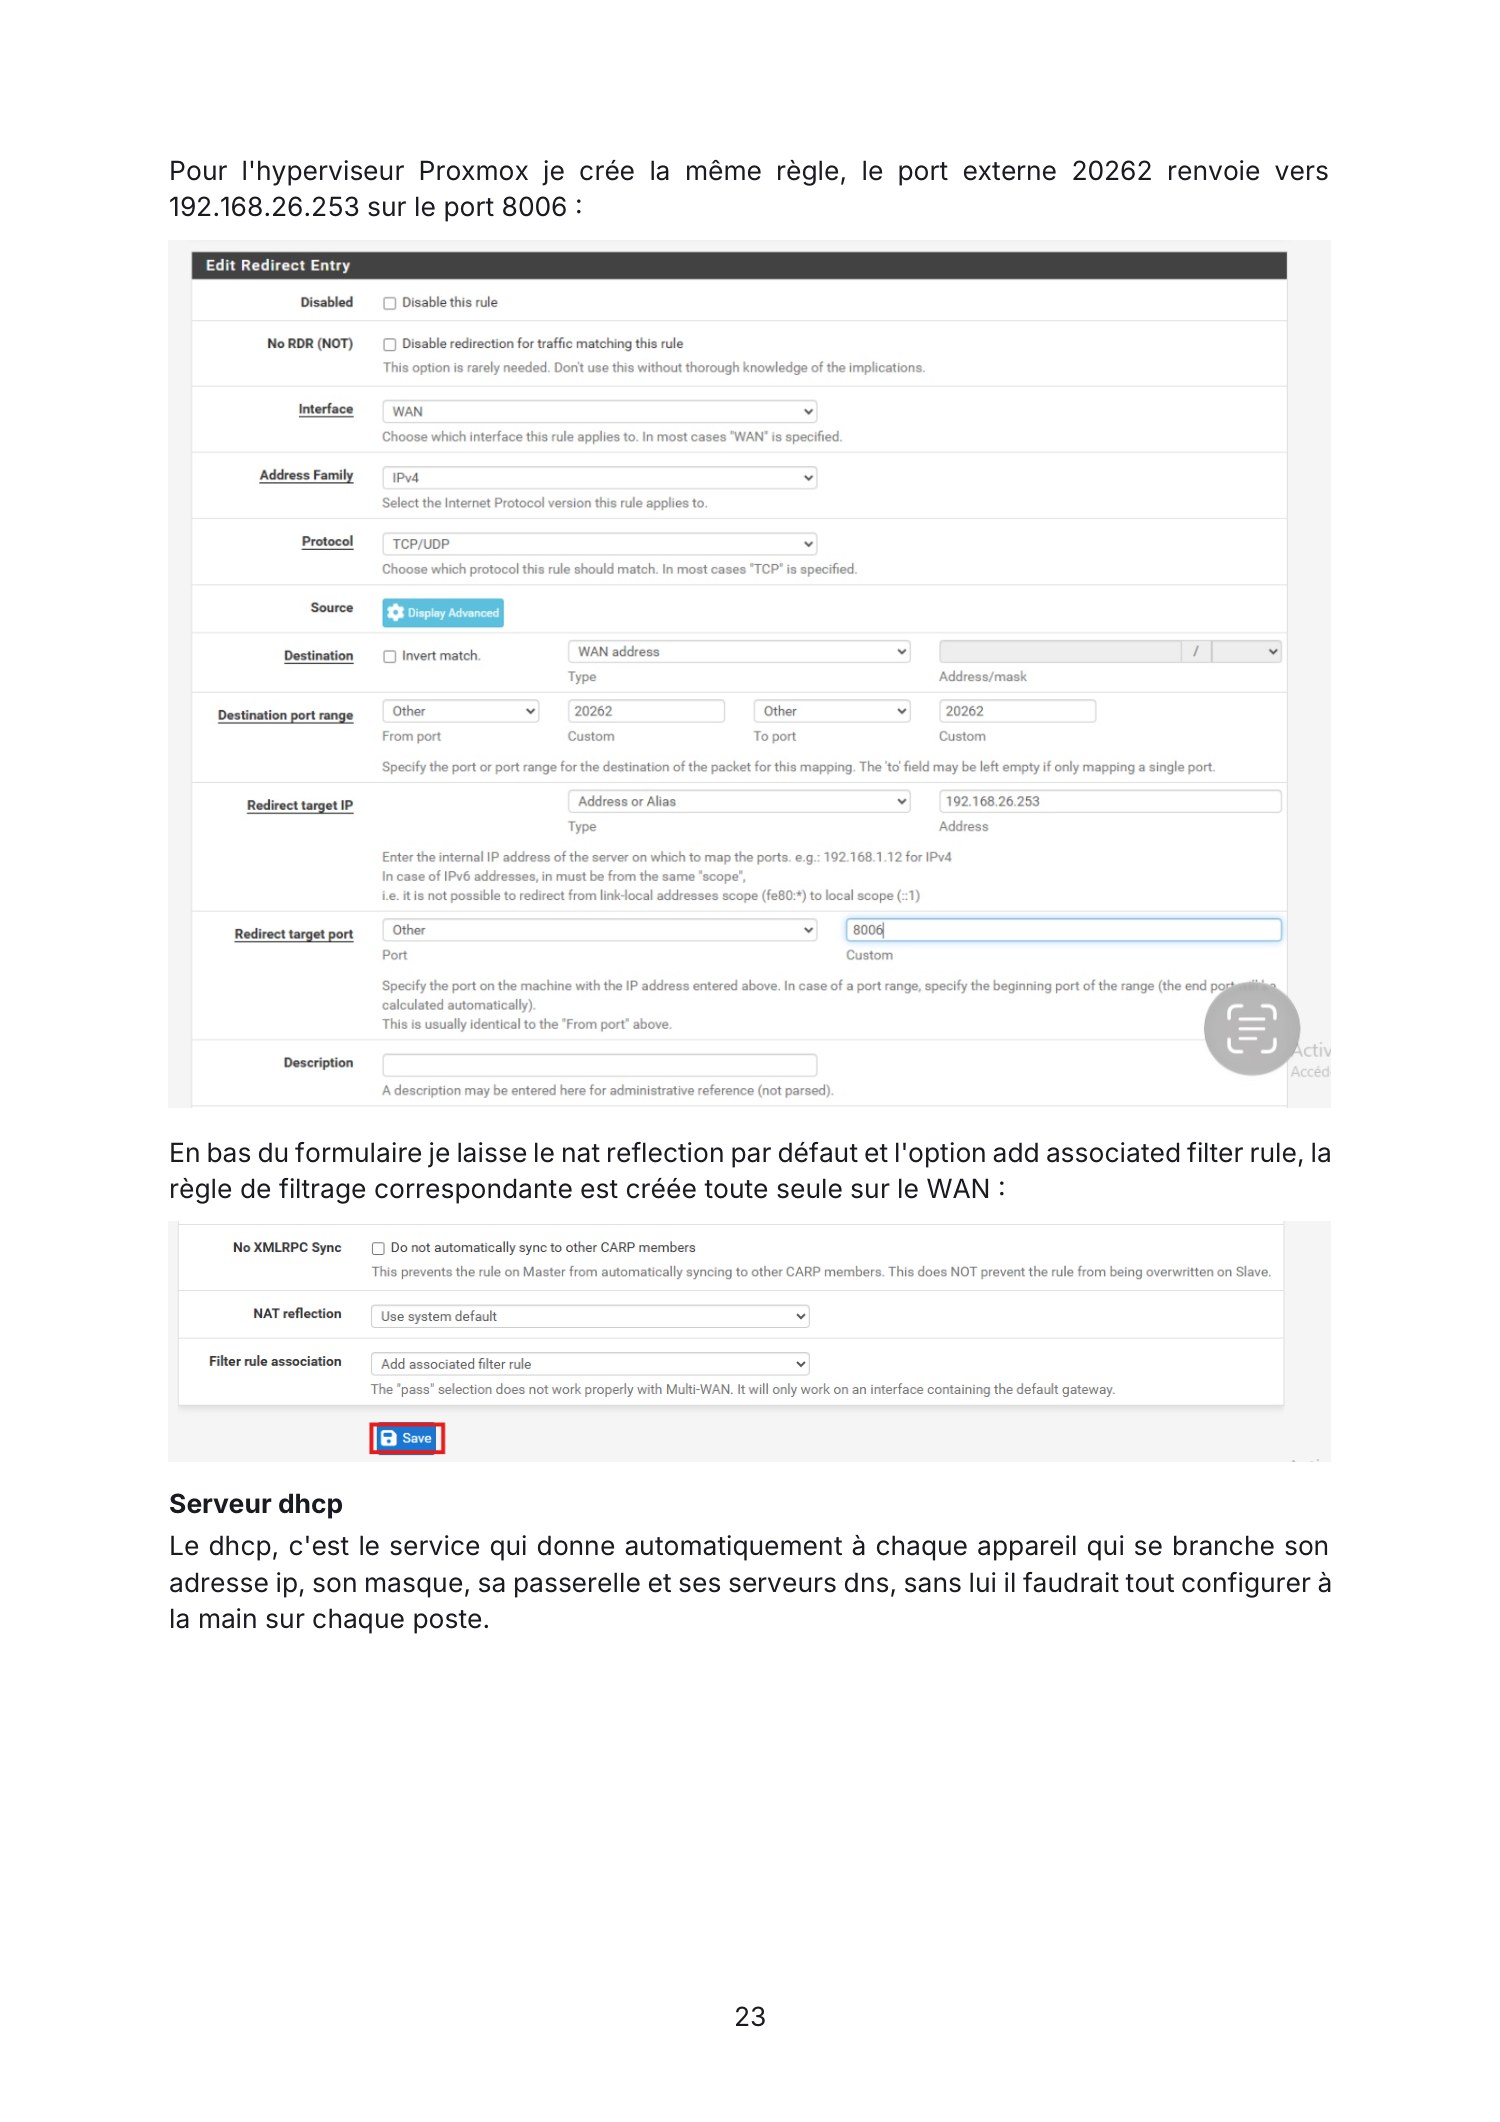 Pour l'hyperviseur Proxmox je crée la même règle, le port externe 20262 renvoie vers
192.168.26.253 sur le port 8006 :
Edit Redirect Entry
Disabled Disable this rule
No RDR (NOT) Disable redirection for traffic matching this rule
This option is rarely needed. Don't use this without thorough knowledge of the implications.
Interface WAN
Choose which interface this rule applies to. In most cases "WAN" is specified.
Address Family IPv4
Select the Internet Protocol version this rule applies to.
Protocol TCP/UDP
Choose which protocol this rule should match. In most cases "TCP" is specified.
Source Display Advanced
Destination Invert match. WAN address /
Type Address/mask
Destination port range Other 20262 Other 20262
From port Custom To port Custom
Specify the port or port range for the destination of the packet for this mapping. The 'to' field may be left empty if only mapping a single port.
Redirect target IP Address or Alias 192.168.26.253
Type Address
Enter the internal IP address of the server on which to map the ports. e.g.: 192.168.1.12 for IPv4
In case of IPv6 addresses, in must be from the same "scope",
i.e. it is not possible to redirect from link-local addresses scope (fe80:*) to local scope (::1)
Redirect target port Other 8006
Port Custom
Specify the port on the machine with the IP address entered above. In case of a port range, specify the beginning port of the range (the end port
calculated automatically).
This is usually identical to the "From port" above.
Activ
Accéd
Description
A description may be entered here for administrative reference (not parsed).
En bas du formulaire je laisse le nat reflection par défaut et l'option add associated filter rule, la
règle de filtrage correspondante est créée toute seule sur le WAN :
No XMLRPC Sync Do not automatically sync to other CARP members
This prevents the rule on Master from automatically syncing to other CARP members. This does NOT prevent the rule from being overwritten on Slave.
NAT reflection Use system default
Filter rule association Add associated filter rule
The "pass" selection does not work properly with Multi-WAN. It will only work on an interface containing the default gateway.
Save
Serveur dhcp
Le dhcp, c'est le service qui donne automatiquement à chaque appareil qui se branche son
adresse ip, son masque, sa passerelle et ses serveurs dns, sans lui il faudrait tout configurer à
la main sur chaque poste.
23